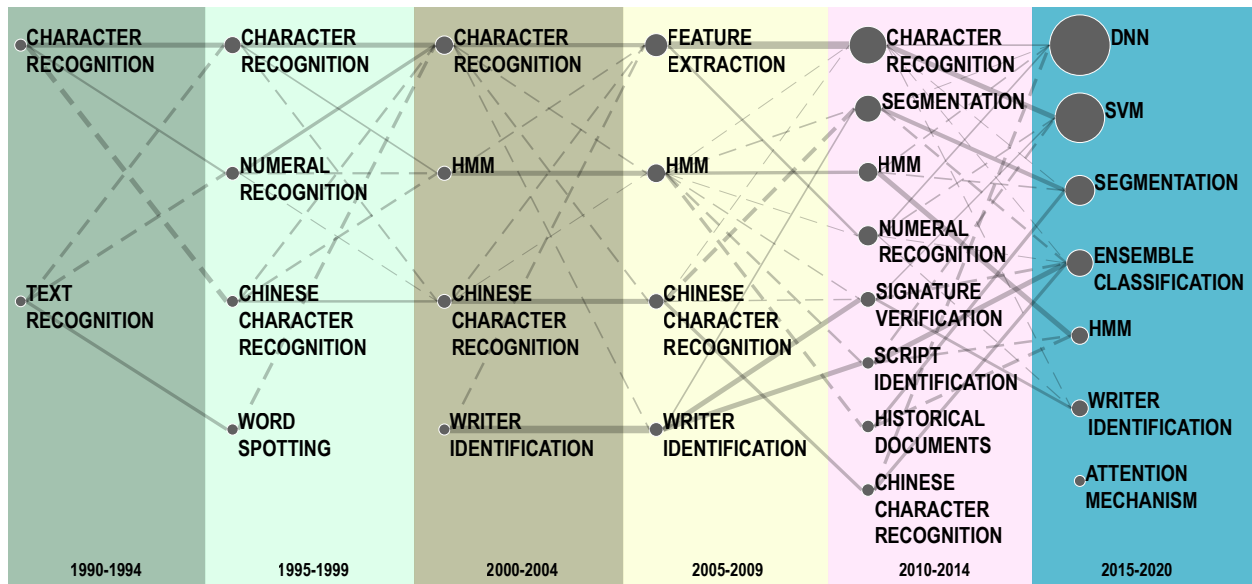 CHARACTER
RECOGNITION
TEXT
RECOGNITION
1990-1994
CHARACTER
RECOGNITION
NUMERAL
RECOGNITION
CHINESE
CHARACTER
RECOGNITION
WORD
SPOTTING
1995-1999
CHARACTER
RECOGNITION
HMM
CHINESE
CHARACTER
RECOGNITION
WRITER
IDENTIFICATION
2000-2004
FEATURE
EXTRACTION
HMM
CHINESE
CHARACTER
RECOGNITION
WRITER
IDENTIFICATION
2005-2009
CHARACTER
RECOGNITION
SEGMENTATION
HMM
NUMERAL
RECOGNITION
SIGNATURE
VERIFICATION
SCRIPT
IDENTIFICATION
HISTORICAL
DOCUMENTS
CHINESE
CHARACTER
RECOGNITION
2010-2014
DNN
SVM
SEGMENTATION
ENSEMBLE
CLASSIFICATION
HMM
WRITER
IDENTIFICATION
ATTENTION
MECHANISM
2015-2020